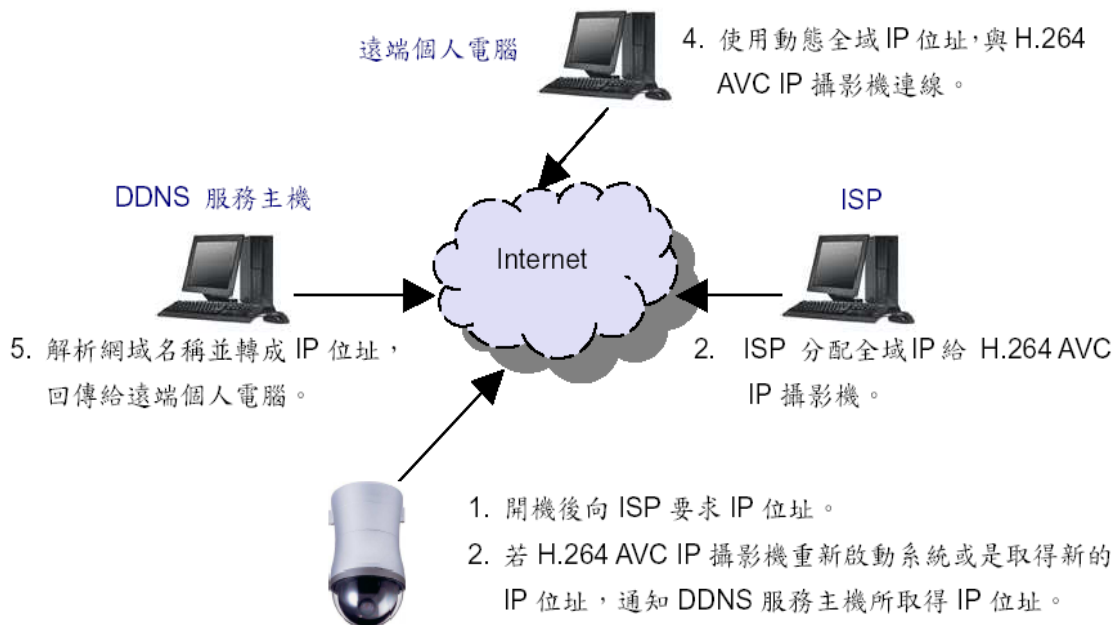 遠端個人電腦
4. 使用動態全域 IP 位址,與 H.264
AVC IP 攝影機連線。
DDNS 服務主機
ISP
Internet
5. 解析網域名稱並轉成 IP 位址,
回傳給遠端個人電腦。
2. ISP 分配全域 IP 給 H.264 AVC
IP 攝影機。
1. 開機後向 ISP 要求 IP 位址。
2. 若 H.264 AVC IP 攝影機重新啟動系統或是取得新的
IP 位址,通知 DDNS 服務主機所取得 IP 位址。